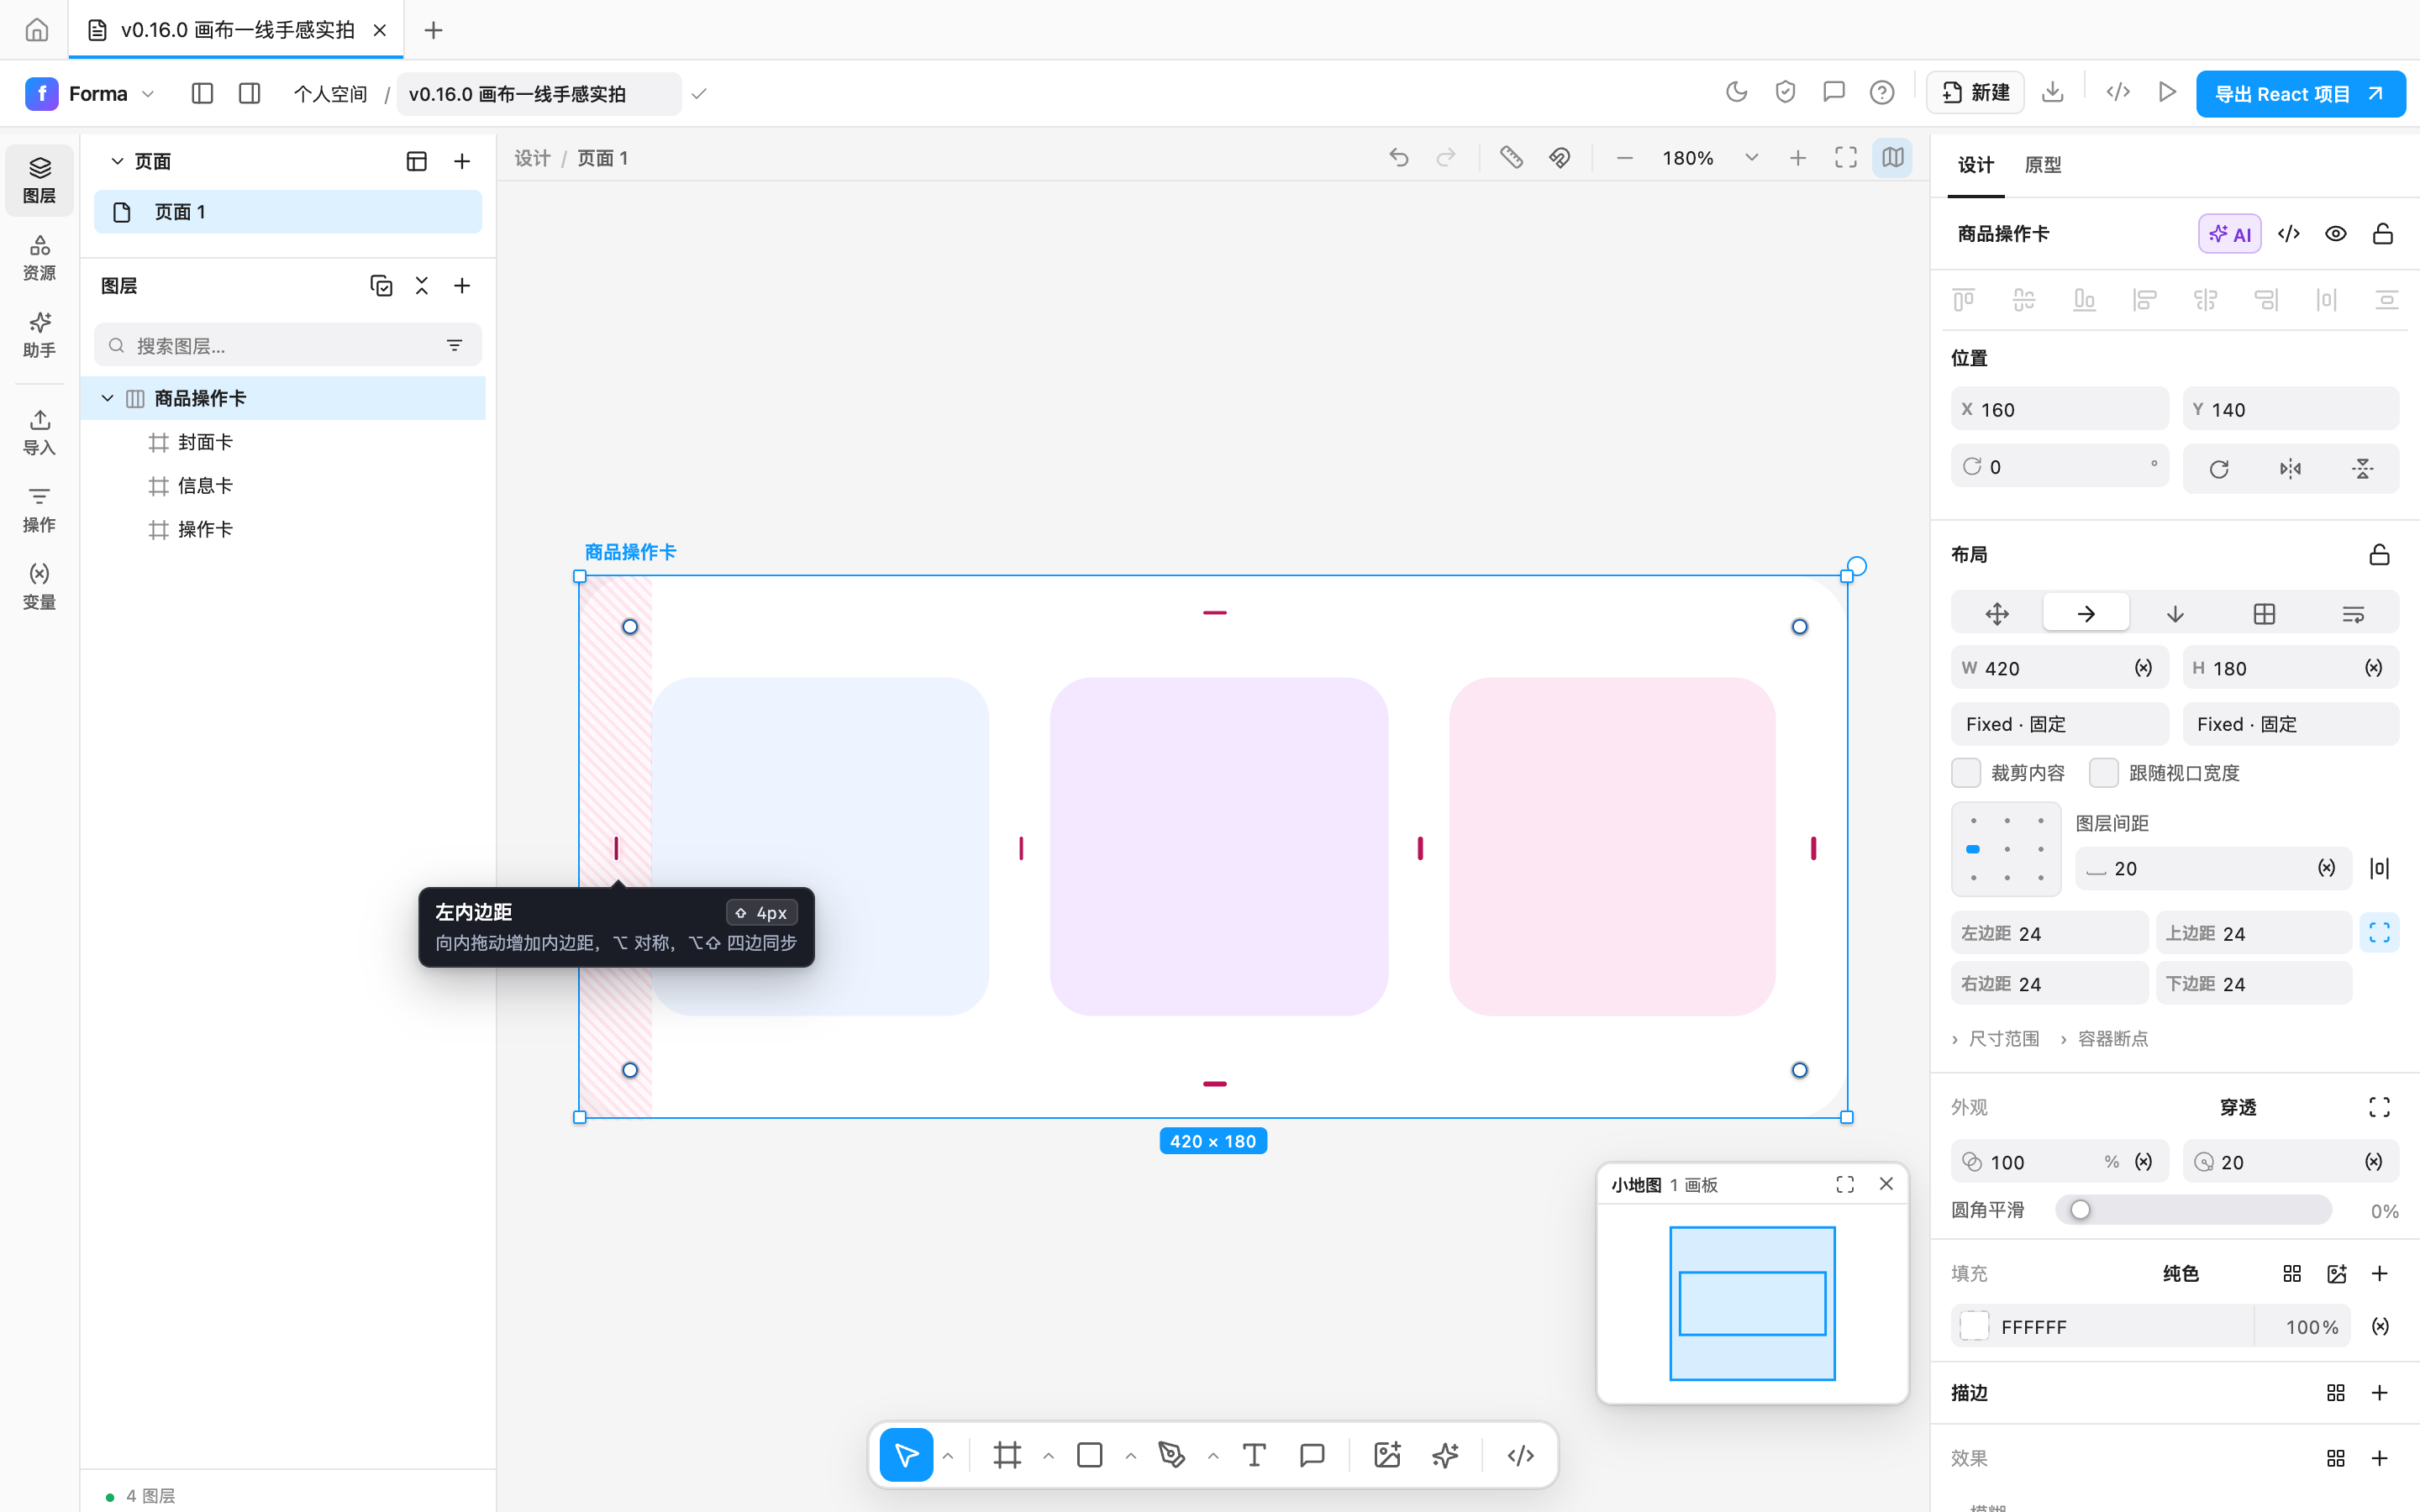 v0.16.0 画布一线手感实拍
f Forma
个人空间 / v0.16.0 画布一线手感实拍
新建
导出 React 项目
图层
资源
助手
导入
操作
变量
页面
页面 1
图层
搜索图层...
商品操作卡
封面卡
信息卡
操作卡
4 图层
设计 / 页面 1
180%
商品操作卡
左内边距
4px
向内拖动增加内边距，⌥ 对称，⌥⇧ 四边同步
420 × 180
小地图 1 画板
设计 原型
商品操作卡
AI
位置
X 160
Y 140
0 °
布局
W 420
H 180
Fixed · 固定
Fixed · 固定
裁剪内容
跟随视口宽度
图层间距
20
左边距 24
上边距 24
右边距 24
下边距 24
› 尺寸范围
› 容器断点
外观
穿透
100 %
20
圆角平滑
0%
填充
纯色
FFFFFF
100%
描边
效果